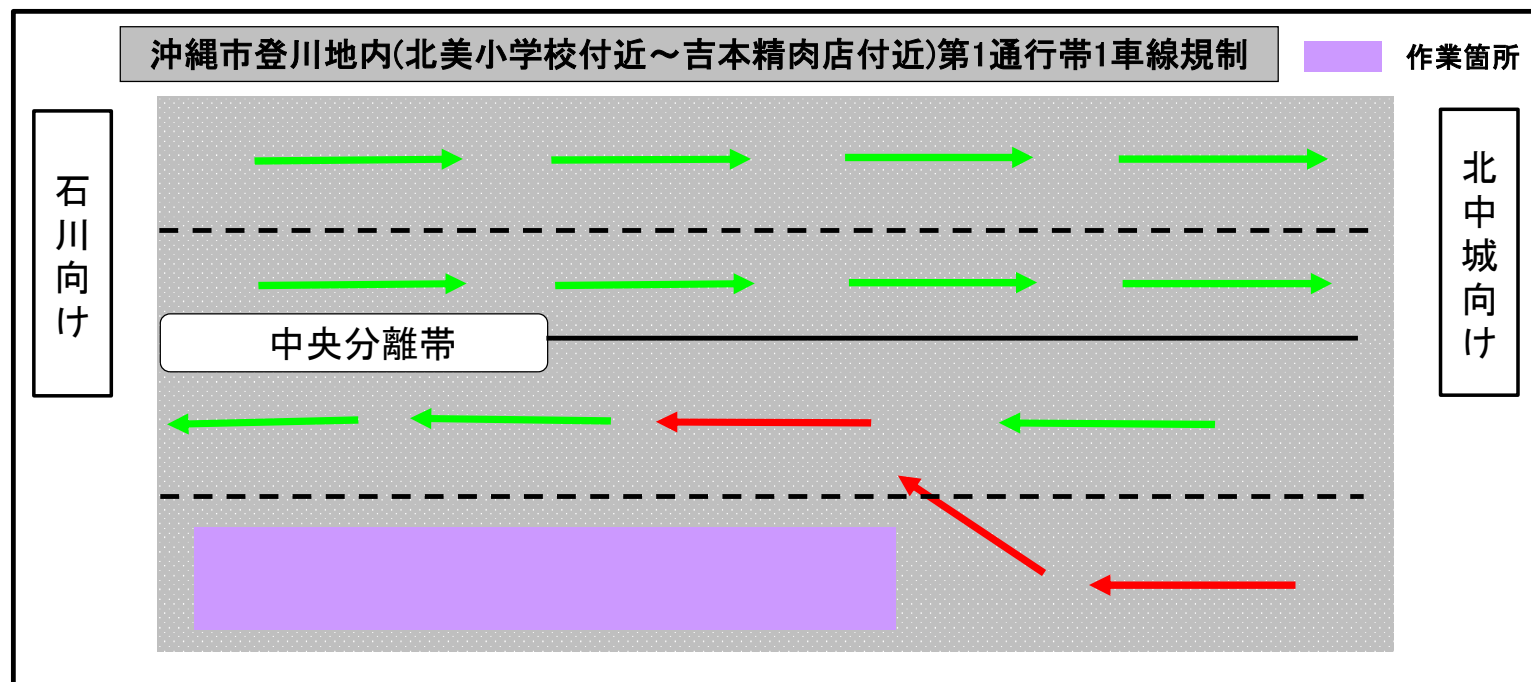 沖縄市登川地内(北美小学校付近～吉本精肉店付近)第1通行帯1車線規制
作業箇所
石川向け
北中城向け
中央分離帯